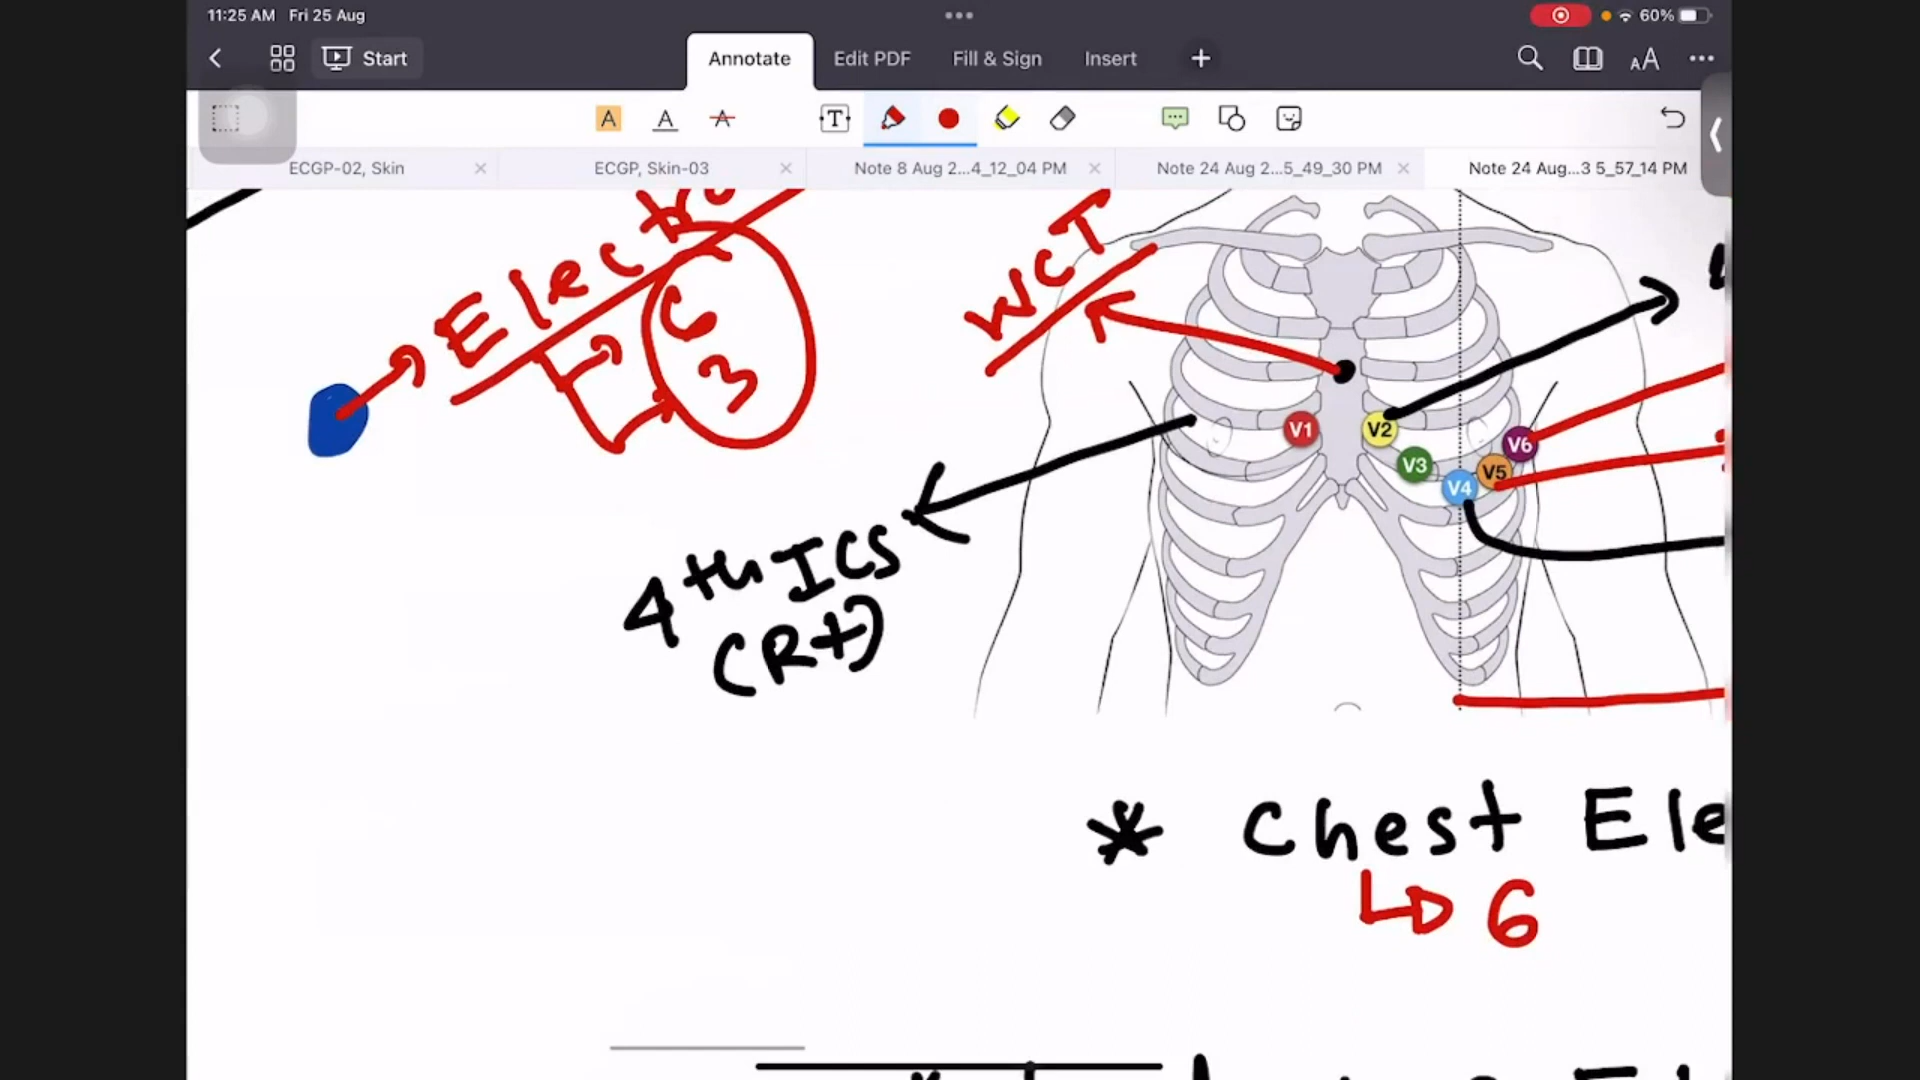 11:25 AM Fri 25 Aug
60%
Start
Annotate
Edit PDF
Fill & Sign
Insert
ECGP-02, Skin
ECGP, Skin-03
Note 8 Aug 2...4_12_04 PM
Note 24 Aug 2...5_49_30 PM
Note 24 Aug...3 5_57_14 PM
Electro
6
3
WCT
V1
V2
V3
V4
V5
V6
4th ICS
(Rt)
* Chest Ele
6